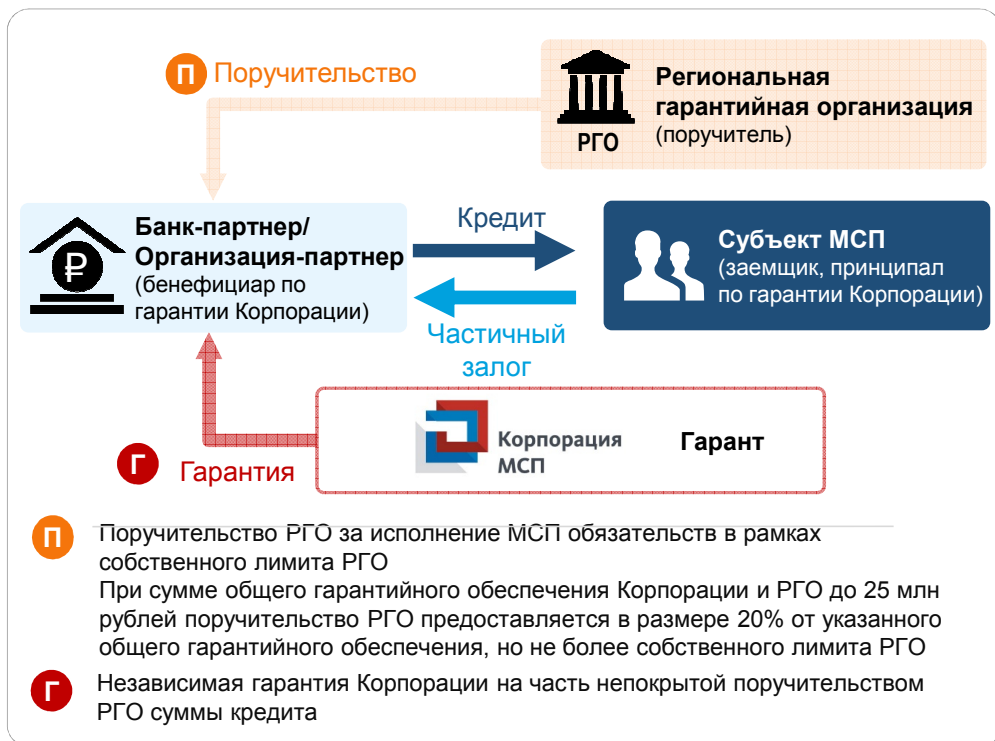 П Поручительство
Региональная
гарантийная организация
(поручитель)
РГО
Банк-партнер/
Организация-партнер
(бенефициар по
гарантии Корпорации)
₽
Кредит
Субъект МСП
(заемщик, принципал
по гарантии Корпорации)
Частичный
залог
Корпорация
МСП
Гарант
Г Гарантия
П Поручительство РГО за исполнение МСП обязательств в рамках
собственного лимита РГО
При сумме общего гарантийного обеспечения Корпорации и РГО до 25 млн
рублей поручительство РГО предоставляется в размере 20% от указанного
общего гарантийного обеспечения, но не более собственного лимита РГО
Г Независимая гарантия Корпорации на часть непокрытой поручительством
РГО суммы кредита